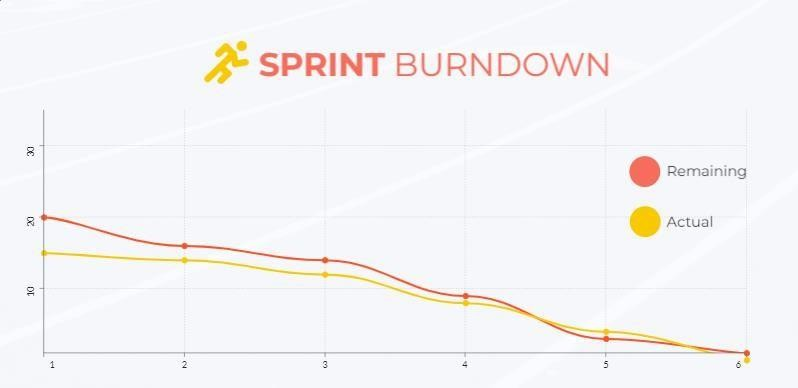 SPRINT BURNDOWN
30
Remaining
20
Actual
10
1 2 3 4 5 6